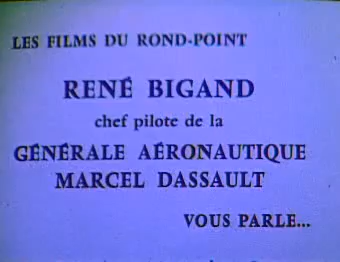 LES FILMS DU ROND-POINT
RENÉ BIGAND
chef pilote de la
GÉNÉRALE AÉRONAUTIQUE
MARCEL DASSAULT
VOUS PARLE...